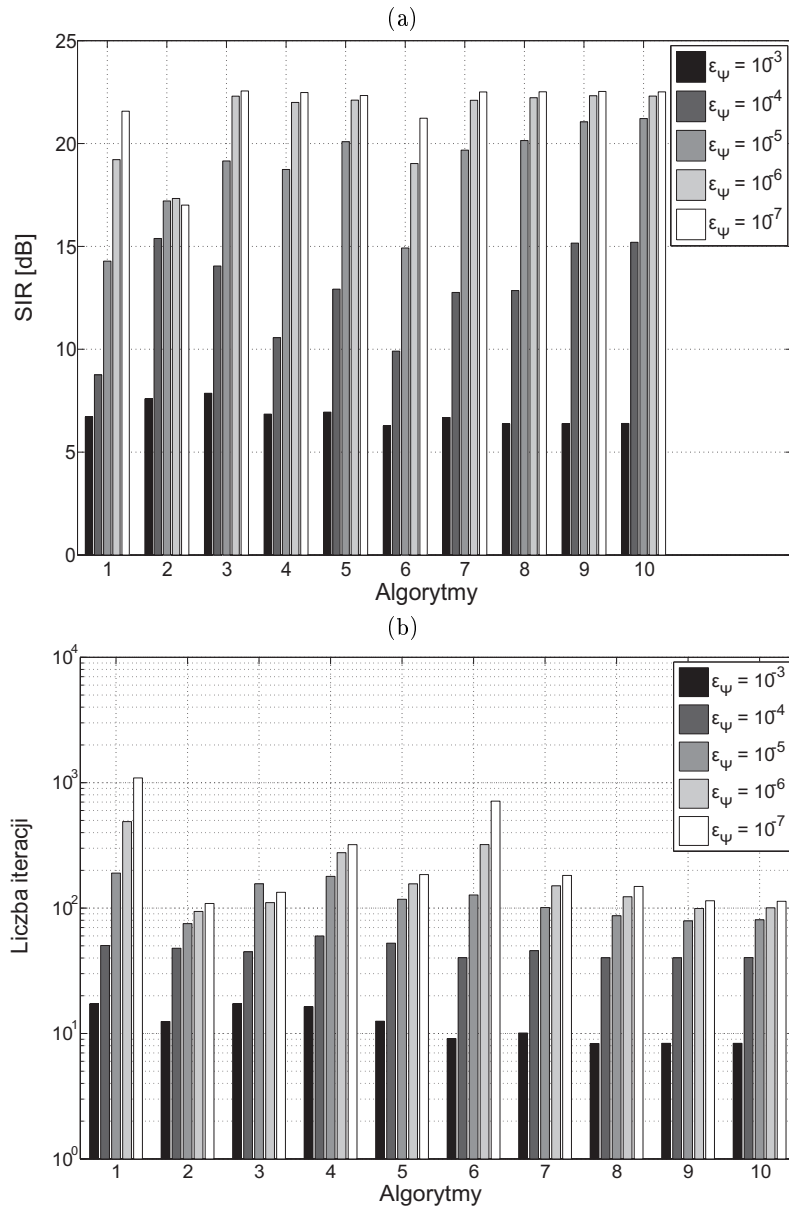 (a)
25
20
15
10
5
0
SIR [dB]
1 2 3 4 5 6 7 8 9 10
Algorytmy
ε_Ψ = 10^-3
ε_Ψ = 10^-4
ε_Ψ = 10^-5
ε_Ψ = 10^-6
ε_Ψ = 10^-7
(b)
10^4
10^3
10^2
10^1
10^0
Liczba iteracji
1 2 3 4 5 6 7 8 9 10
Algorytmy
ε_Ψ = 10^-3
ε_Ψ = 10^-4
ε_Ψ = 10^-5
ε_Ψ = 10^-6
ε_Ψ = 10^-7